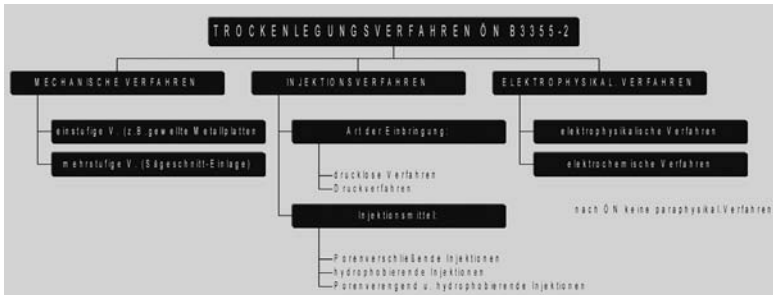 TROCKENLEGUNGSVERFAHREN ÖN B3355-2
MECHANISCHE VERFAHREN
einstufige V. (z.B.gewellte Metallplatten
mehrstufige V. (Sägeschnitt-Einlage)
INJEKTIONSVERFAHREN
Art der Einbringung:
drucklose Verfahren
Druckverfahren
Injektionsmittel:
Porenverschließende Injektionen
hydrophobierende Injektionen
Porenverengend u. hydrophobierende Injektionen
ELEKTROPHYSIKAL. VERFAHREN
elektrophysikalische Verfahren
elektrochemische Verfahren
nach ÖN keine paraphysikal.Verfahren